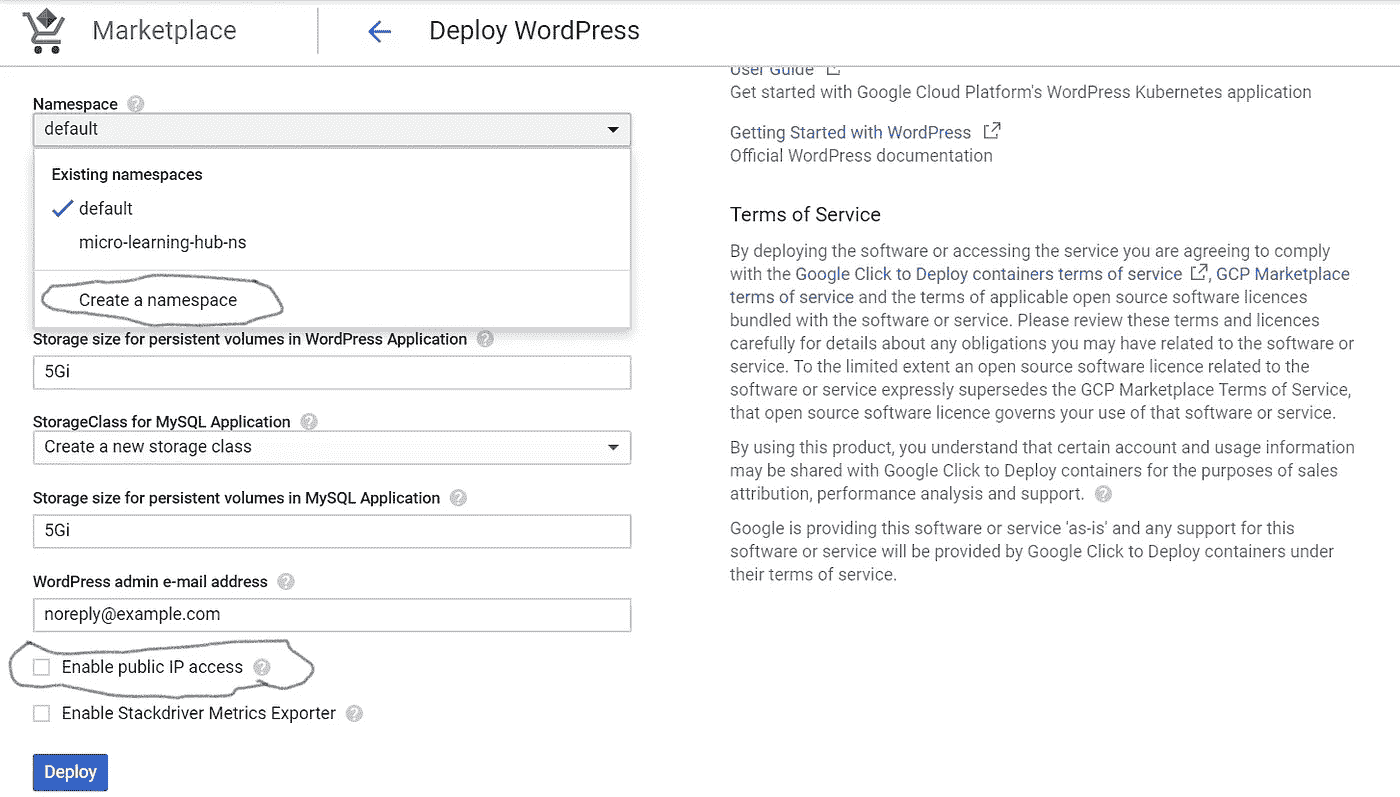 Marketplace
Deploy WordPress
Namespace
default
Existing namespaces
default
micro-learning-hub-ns
Create a namespace
Storage size for persistent volumes in WordPress Application
5Gi
StorageClass for MySQL Application
Create a new storage class
Storage size for persistent volumes in MySQL Application
5Gi
WordPress admin e-mail address
noreply@example.com
Enable public IP access
Enable Stackdriver Metrics Exporter
Deploy
User Guide
Get started with Google Cloud Platform's WordPress Kubernetes application
Getting Started with WordPress
Official WordPress documentation
Terms of Service
By deploying the software or accessing the service you are agreeing to comply
with the Google Click to Deploy containers terms of service , GCP Marketplace
terms of service and the terms of applicable open source software licences
bundled with the software or service. Please review these terms and licences
carefully for details about any obligations you may have related to the software or
service. To the limited extent an open source software licence related to the
software or service expressly supersedes the GCP Marketplace Terms of Service,
that open source software licence governs your use of that software or service.
By using this product, you understand that certain account and usage information
may be shared with Google Click to Deploy containers for the purposes of sales
attribution, performance analysis and support.
Google is providing this software or service 'as-is' and any support for this
software or service will be provided by Google Click to Deploy containers under
their terms of service.